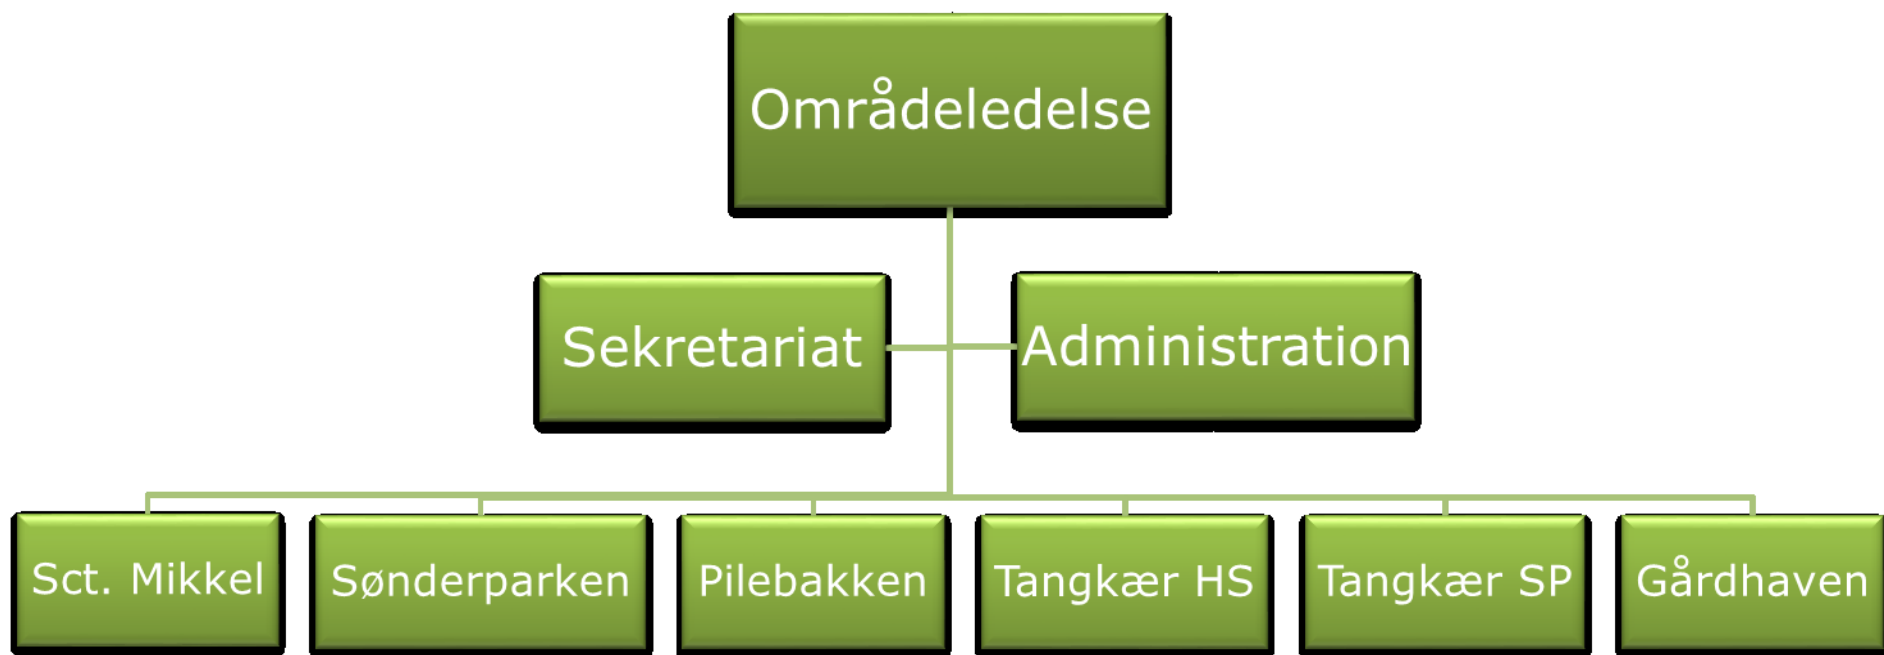 Områdeledelse
Sekretariat
Administration
Sct. Mikkel
Sønderparken
Pilebakken
Tangkær HS
Tangkær SP
Gårdhaven